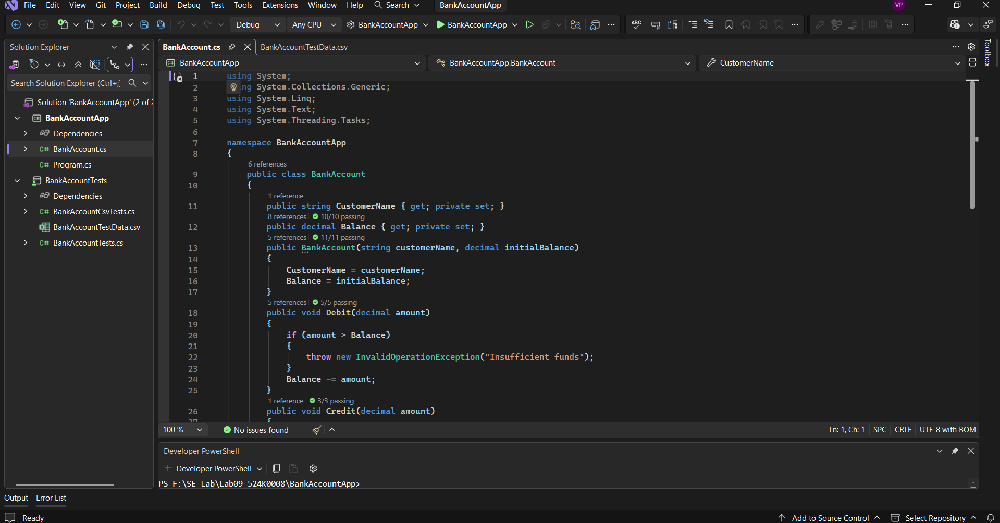 File Edit View Git Project Build Debug Test Tools Extensions Window Help Search BankAccountApp VP
Debug Any CPU BankAccountApp BankAccountApp ABC
Solution Explorer
Search Solution Explorer (Ctrl+;)
Solution 'BankAccountApp' (2 of 2
BankAccountApp
Dependencies
C# BankAccount.cs
C# Program.cs
BankAccountTests
Dependencies
C# BankAccountCsvTests.cs
BankAccountTestData.csv
C# BankAccountTests.cs
BankAccount.cs BankAccountTestData.csv
C# BankAccountApp BankAccountApp.BankAccount CustomerName
Toolbox
1 using System;
2 ng System.Collections.Generic;
3 using System.Linq;
4 using System.Text;
5 using System.Threading.Tasks;
6
7 namespace BankAccountApp
8 {
6 references
9 public class BankAccount
10 {
1 reference
11 public string CustomerName { get; private set; }
8 references 10/10 passing
12 public decimal Balance { get; private set; }
5 references 11/11 passing
13 public BankAccount(string customerName, decimal initialBalance)
14 {
15 CustomerName = customerName;
16 Balance = initialBalance;
17 }
5 references 5/5 passing
18 public void Debit(decimal amount)
19 {
20 if (amount > Balance)
21 {
22 throw new InvalidOperationException("Insufficient funds");
23 }
24 Balance -= amount;
25 }
1 reference 3/3 passing
26 public void Credit(decimal amount)
27 {
100 % No issues found Ln: 1, Ch: 1 SPC CRLF UTF-8 with BOM
Developer PowerShell
Developer PowerShell
PS F:\SE_Lab\Lab09_524K0008\BankAccountApp>
Output Error List
Ready Add to Source Control Select Repository